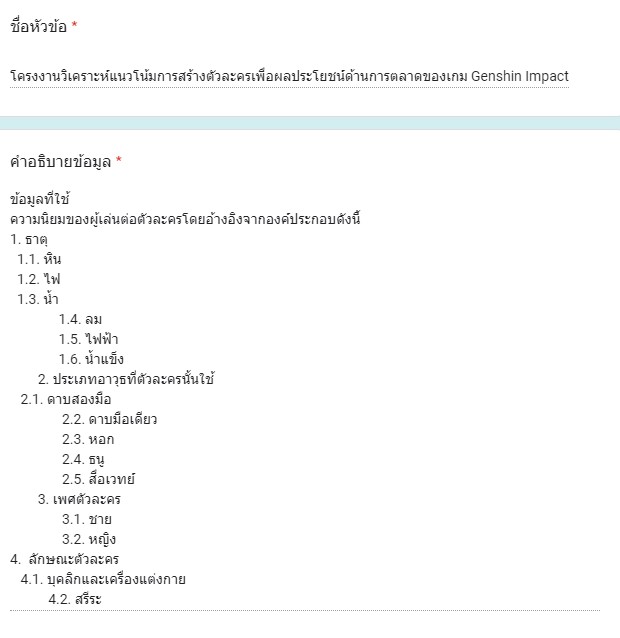 ชื่อหัวข้อ *
โครงงานวิเคราะห์แนวโน้มการสร้างตัวละครเพื่อผลประโยชน์ด้านการตลาดของเกม Genshin Impact
คำอธิบายข้อมูล *
ข้อมูลที่ใช้
ความนิยมของผู้เล่นต่อตัวละครโดยอ้างอิงจากองค์ประกอบดังนี้
1. ธาตุ
1.1. หิน
1.2. ไฟ
1.3. น้ำ
1.4. ลม
1.5. ไฟฟ้า
1.6. น้ำแข็ง
2. ประเภทอาวุธที่ตัวละครนั้นใช้
2.1. ดาบสองมือ
2.2. ดาบมือเดียว
2.3. หอก
2.4. ธนู
2.5. สื่อเวทย์
3. เพศตัวละคร
3.1. ชาย
3.2. หญิง
4. ลักษณะตัวละคร
4.1. บุคลิกและเครื่องแต่งกาย
4.2. สรีระ